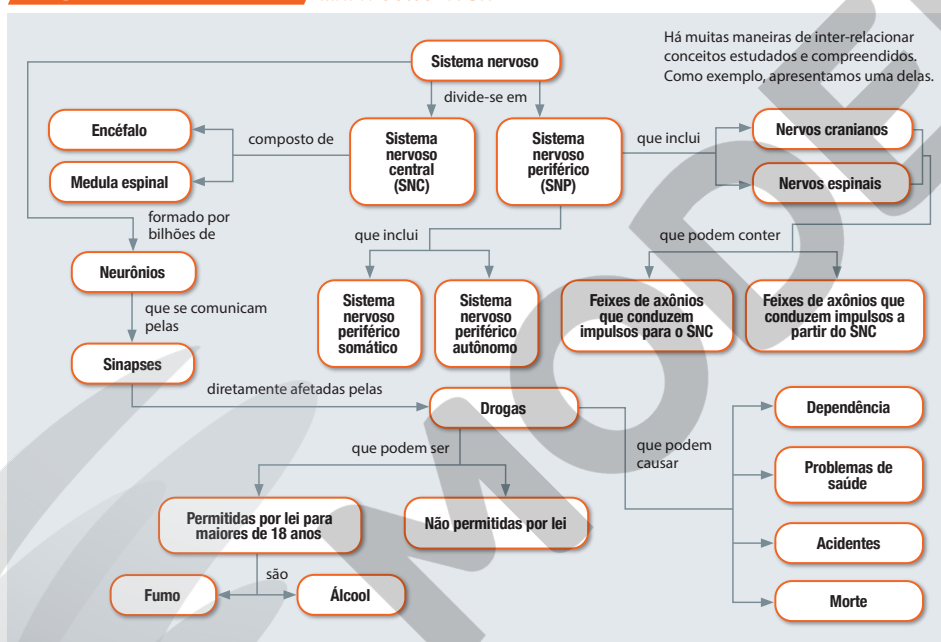 Há muitas maneiras de inter-relacionar
conceitos estudados e compreendidos.
Como exemplo, apresentamos uma delas.
Sistema nervoso
divide-se em
Encéfalo
Medula espinal
composto de
Sistema
nervoso
central
(SNC)
Sistema
nervoso
periférico
(SNP)
que inclui
Nervos cranianos
Nervos espinais
formado por
bilhões de
Neurônios
que se comunicam
pelas
Sinapses
que inclui
Sistema
nervoso
periférico
somático
Sistema
nervoso
periférico
autônomo
que podem conter
Feixes de axônios
que conduzem
impulsos para o SNC
Feixes de axônios que
conduzem impulsos a
partir do SNC
diretamente afetadas pelas
Drogas
que podem ser
Permitidas por lei para
maiores de 18 anos
Não permitidas por lei
são
Fumo
Álcool
que podem
causar
Dependência
Problemas de
saúde
Acidentes
Morte